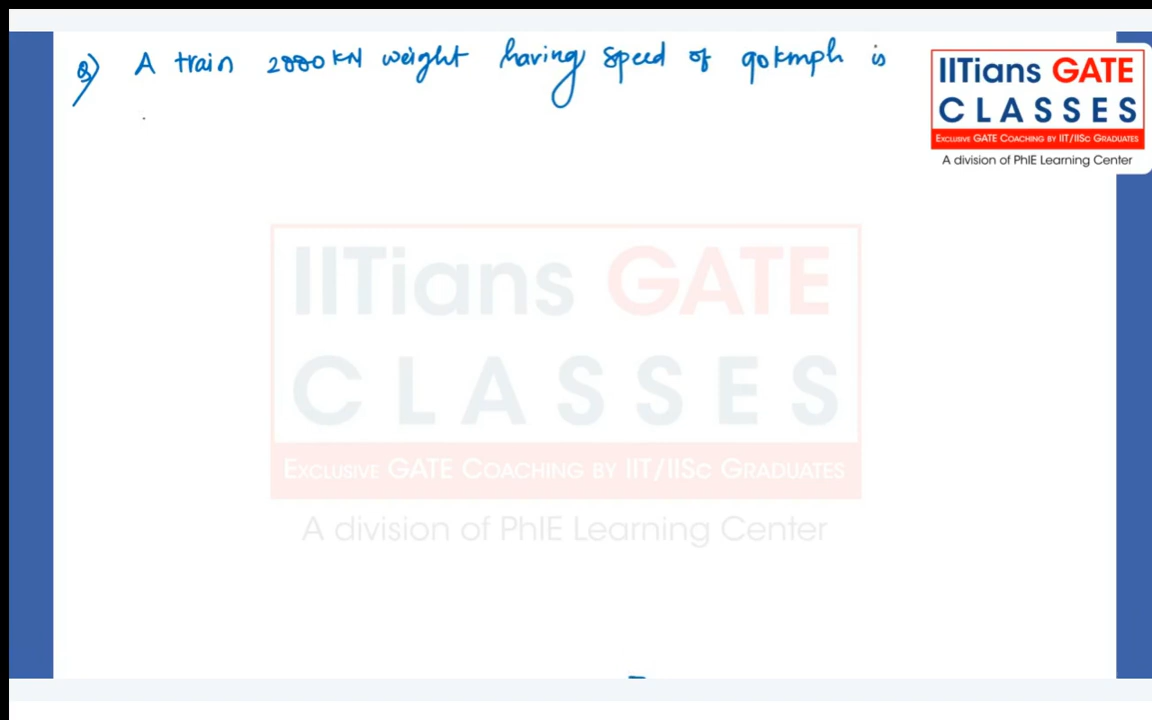 Q) A train 2000 kN weight having speed of 90 kmph is
IITians GATE
CLASSES
EXCLUSIVE GATE COACHING BY IIT/IISc GRADUATES
A division of PhIE Learning Center
IITians GATE
CLASSES
EXCLUSIVE GATE COACHING BY IIT/IISc GRADUATES
A division of PhIE Learning Center